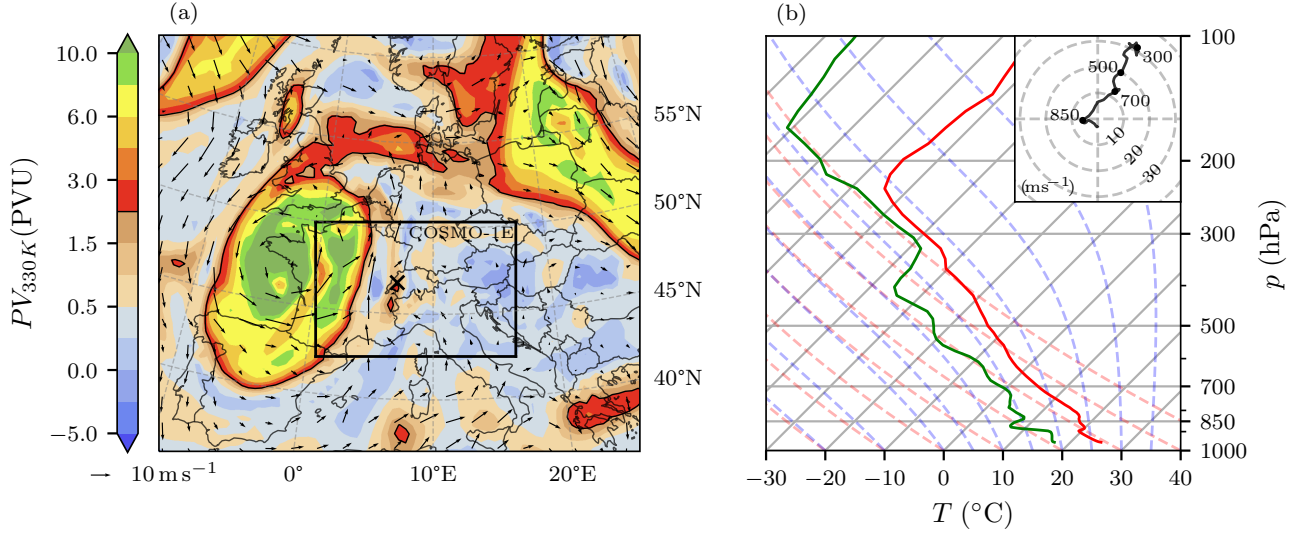 (a)
PV330K(PVU)
10.0
6.0
3.0
1.5
0.5
0.0
−5.0
→ 10 m s−1
COSMO-1E
55°N
50°N
45°N
40°N
0°
10°E
20°E
(b)
100
200
300
500
700
850
1000
p (hPa)
−30
−20
−10
0
10
20
30
40
T (°C)
300
500
700
850
10
20
30
(ms−1)